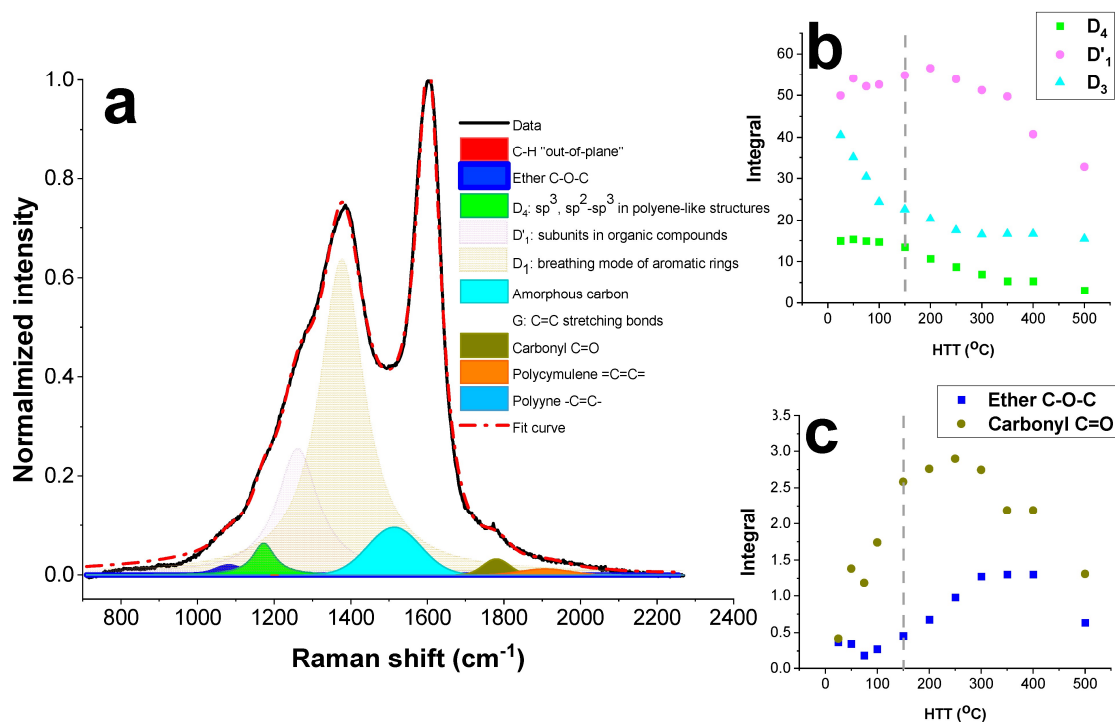 a
Normalmized intensity
1.0
0.8
0.6
0.4
0.2
0.0
800 1000 1200 1400 1600 1800 2000 2200 2400
Raman shift (cm⁻¹)
Data
C-H "out-of-plane"
Ether C-O-C
D₄: sp³, sp²-sp³ in polyene-like structures
D'₁: subunits in organic compounds
D₁: breathing mode of aromatic rings
Amorphous carbon
G: C=C stretching bonds
Carbonyl C=O
Polycymulene =C=C=
Polyyne -C=C-
Fit curve
b
D₄
D'₁
D₃
Integral
60
50
40
30
20
10
0
0 100 200 300 400 500
HTT (ºC)
c
Ether C-O-C
Carbonyl C=O
Integral
3.5
3.0
2.5
2.0
1.5
1.0
0.5
0.0
0 100 200 300 400 500
HTT (ºC)